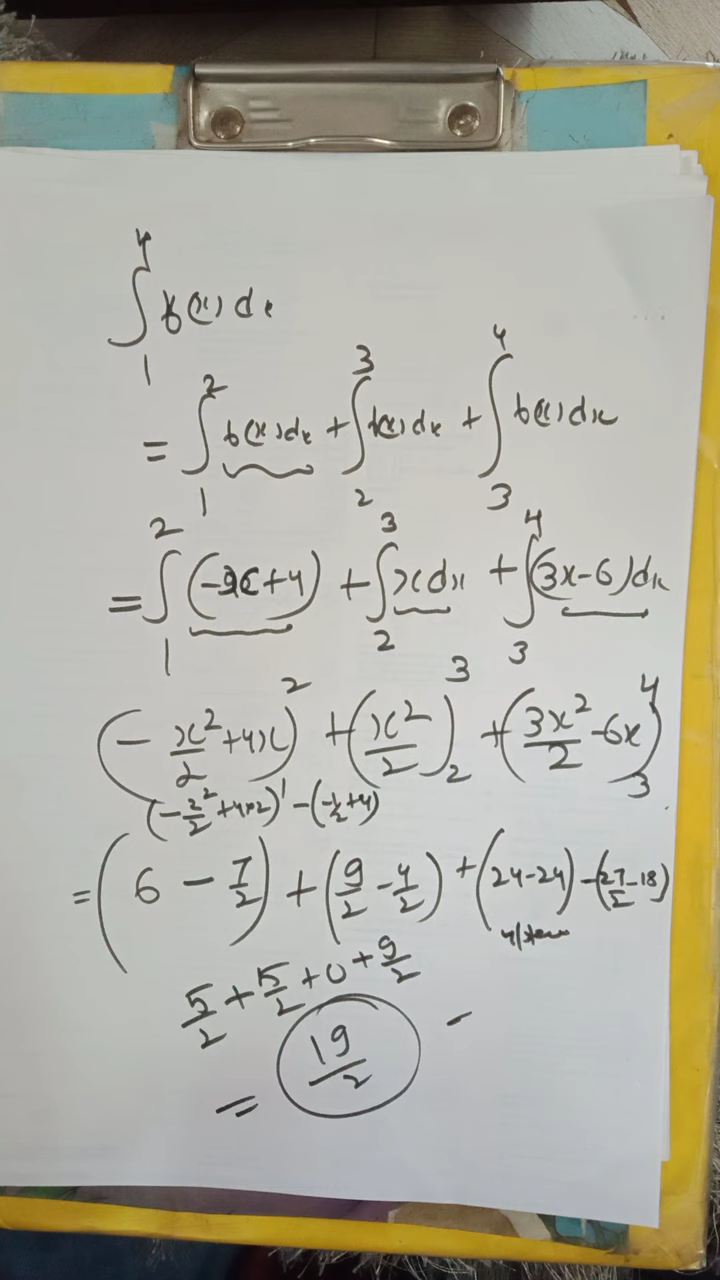 ∫₁⁴ f(x) dx
= ∫₁² f(x) dx + ∫₂³ f(x) dx + ∫₃⁴ f(x) dx
= ∫₁² (-x+4) + ∫₂³ x dx + ∫₃⁴ (3x-6) dx
(-x²/2 + 4x)₁² + (x²/2)₂³ + (3x²/2 - 6x)₃⁴
(-2²/2 + 4×2) - (-1/2 + 4)
= (6 - 7/2) + (9/2 - 4/2) + (24-24) - (27/2 - 18)
5/2 + 5/2 + 0 + 9/2
= 19/2